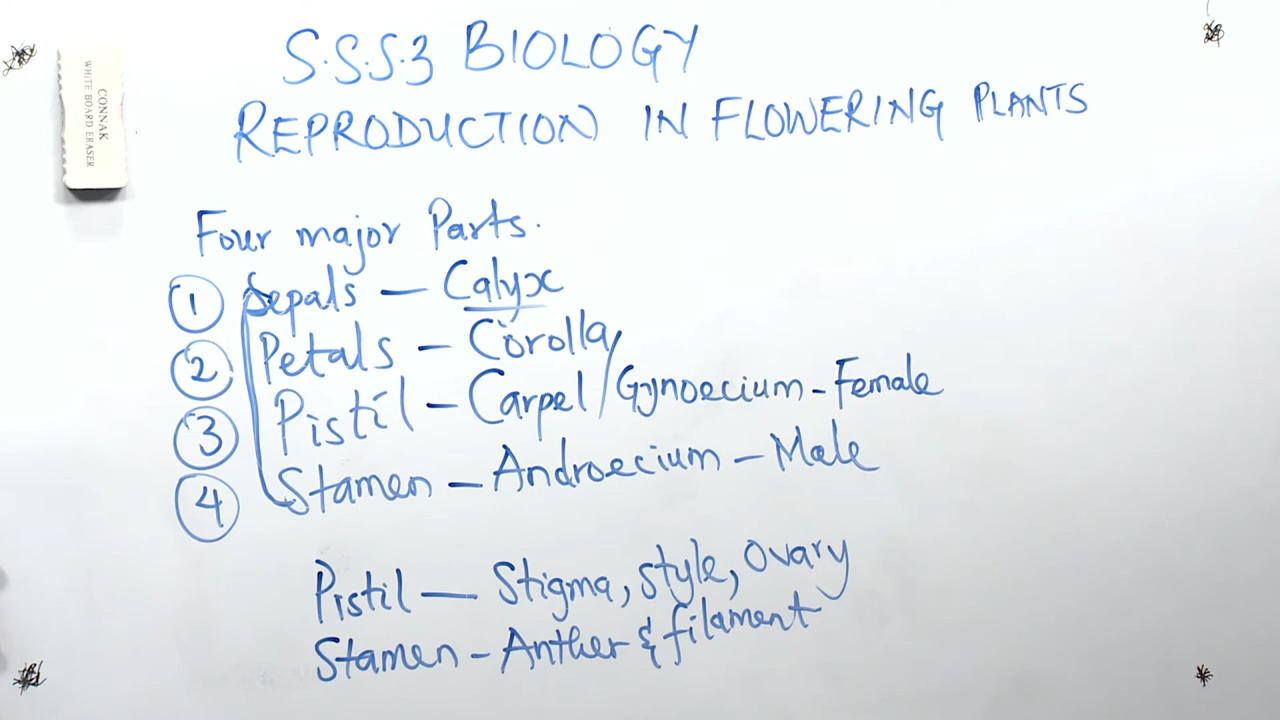 S.S.S.3 BIOLOGY
REPRODUCTION IN FLOWERING PLANTS
CONNAK
WHITE BOARD ERASER
Four major Parts.
1 Sepals — Calyx
2 Petals — Corolla
3 Pistil — Carpel/Gynoecium - Female
4 Stamen — Androecium — Male
Pistil — Stigma, style, Ovary
Stamen - Anther & filament